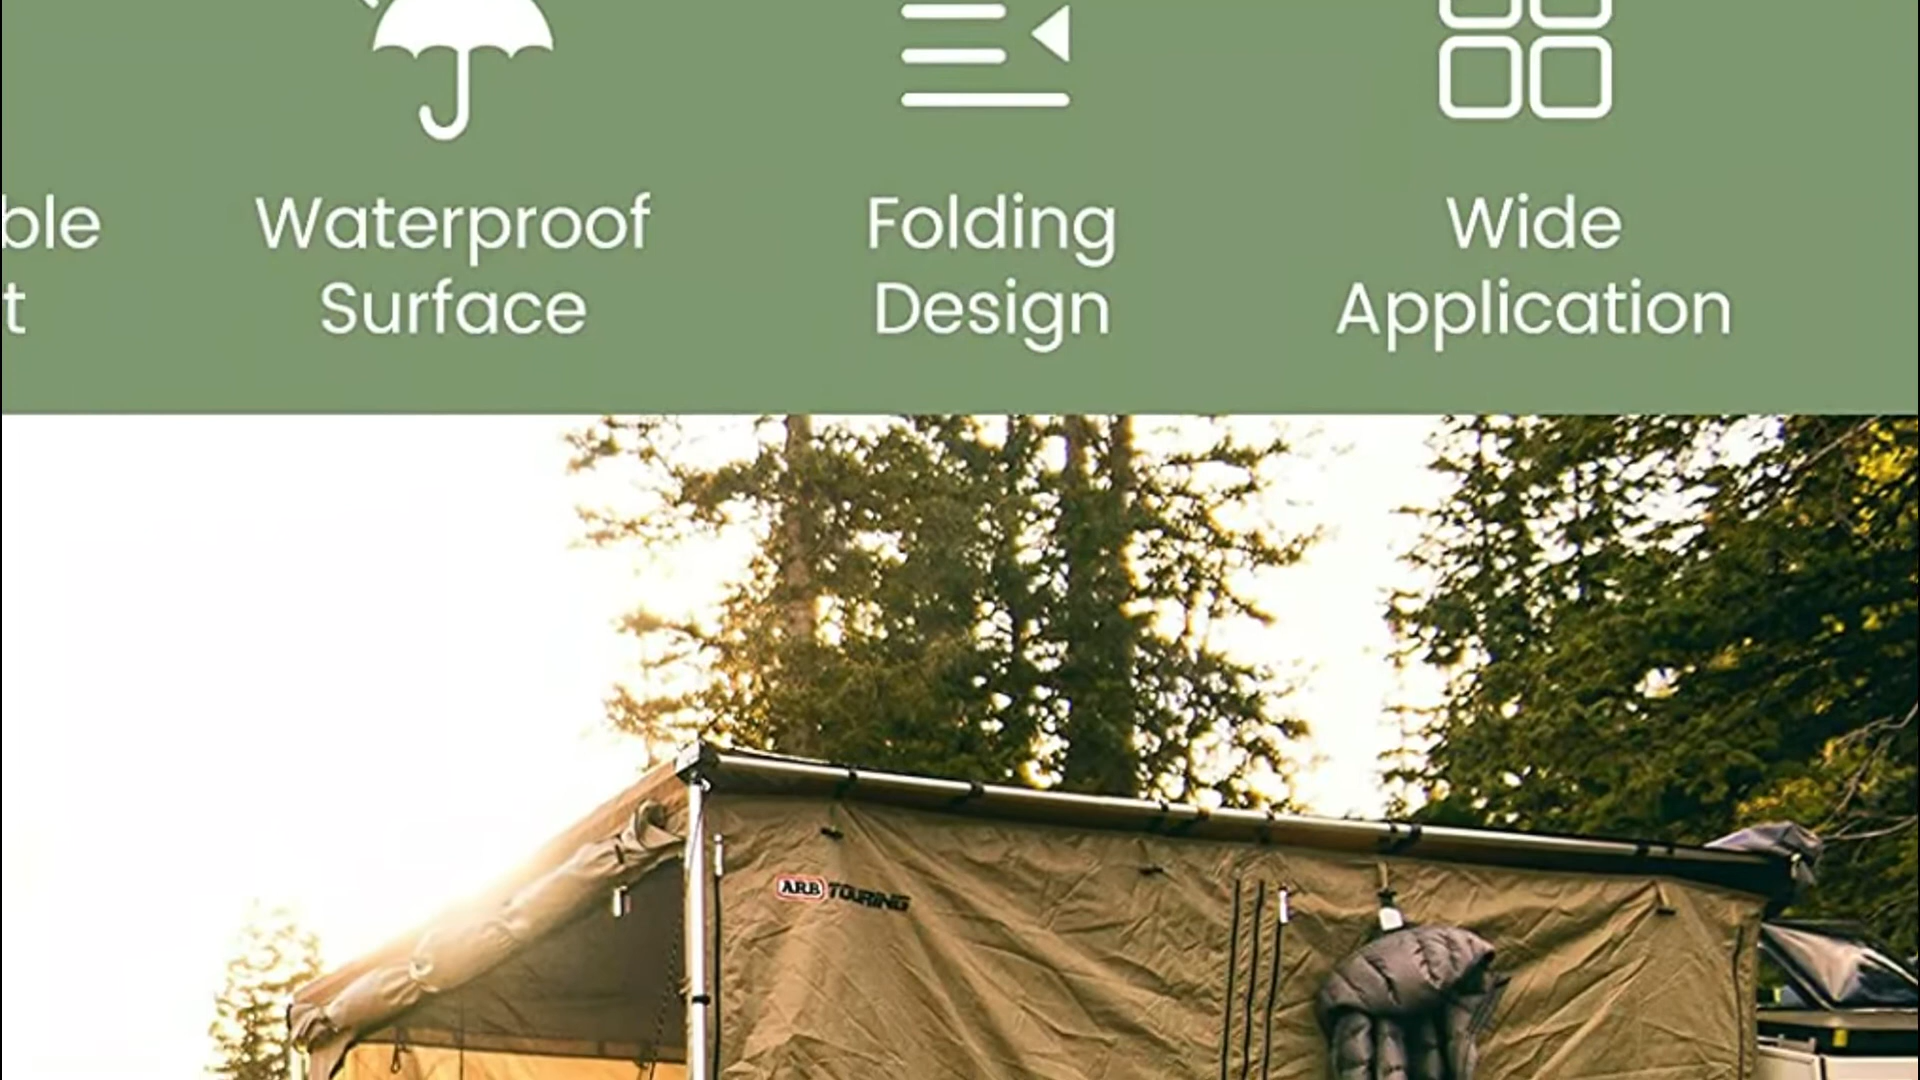 ble
t
Waterproof
Surface
Folding
Design
Wide
Application
ARB TOURING